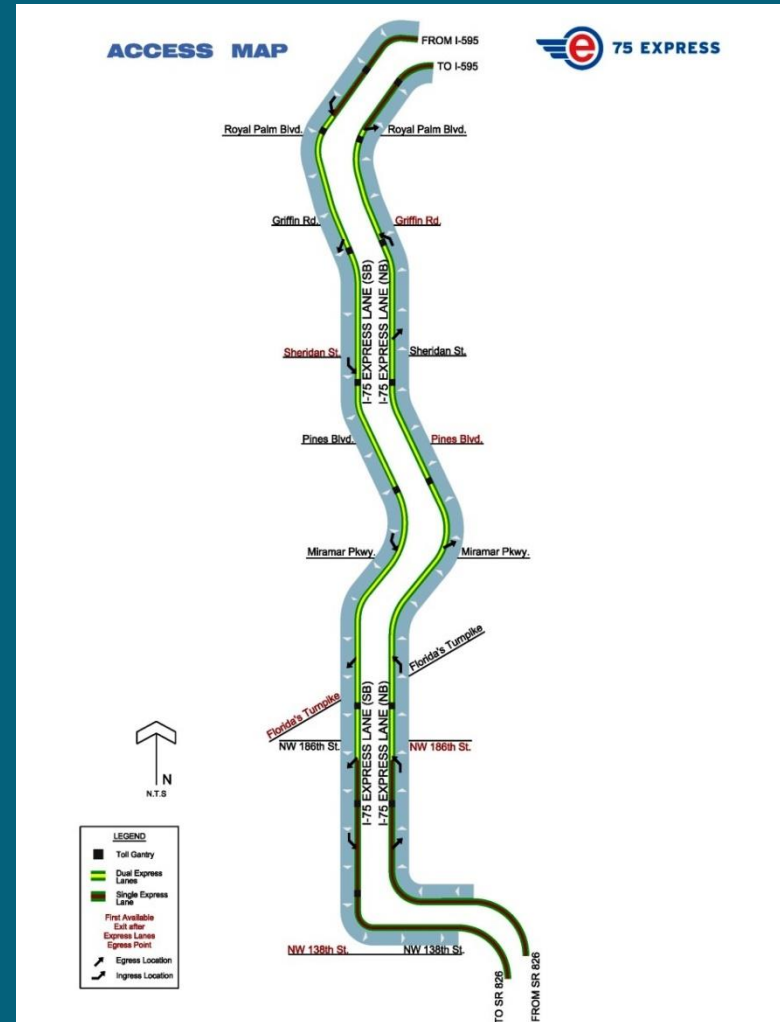 ACCESS MAP
e 75 EXPRESS
FROM I-595
TO I-595
Royal Palm Blvd.
Royal Palm Blvd.
Griffin Rd.
Griffin Rd.
I-75 EXPRESS LANE (SB)
I-75 EXPRESS LANE (NB)
Sheridan St.
Sheridan St.
Pines Blvd.
Pines Blvd.
Miramar Pkwy.
Miramar Pkwy.
Florida's Turnpike
Florida's Turnpike
I-75 EXPRESS LANE (SB)
I-75 EXPRESS LANE (NB)
NW 186th St.
NW 186th St.
N
N.T.S
LEGEND
Toll Gantry
Dual Express
Lanes
Single Express
Lane
First Available
Exit after
Express Lanes
Egress Point
Egress Location
Ingress Location
NW 138th St.
NW 138th St.
TO SR 826
FROM SR 826